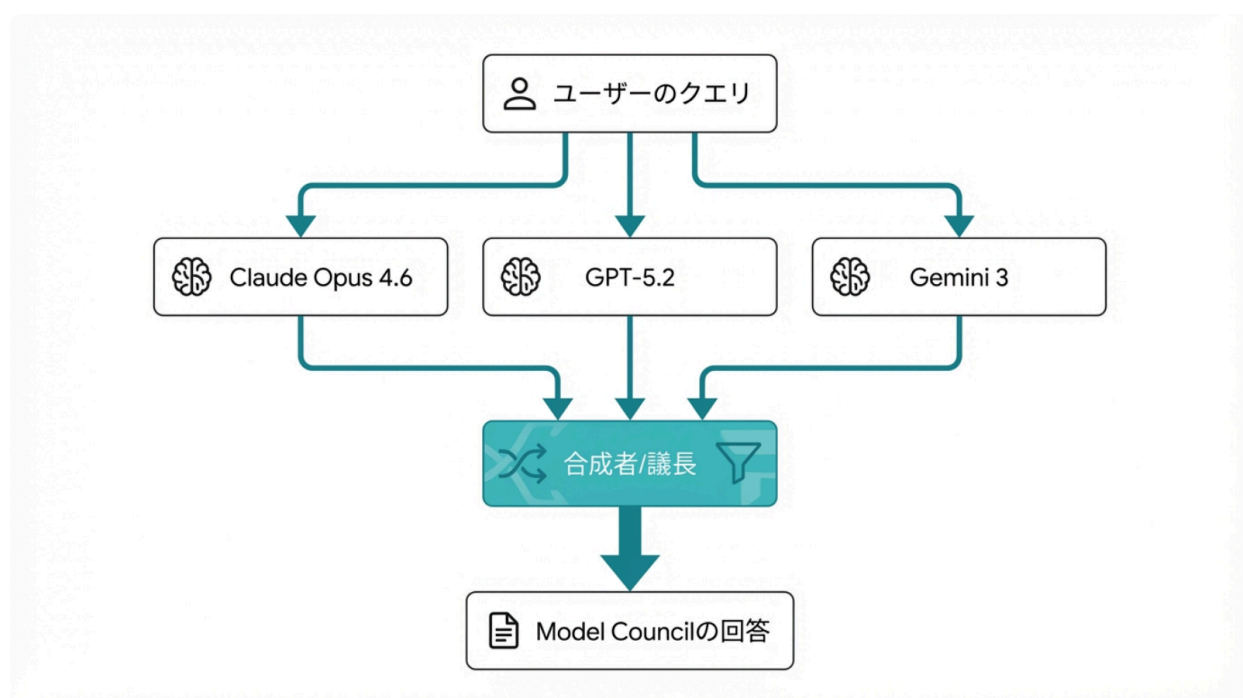 ユーザーのクエリ
Claude Opus 4.6
GPT-5.2
Gemini 3
合成者/議長
Model Councilの回答